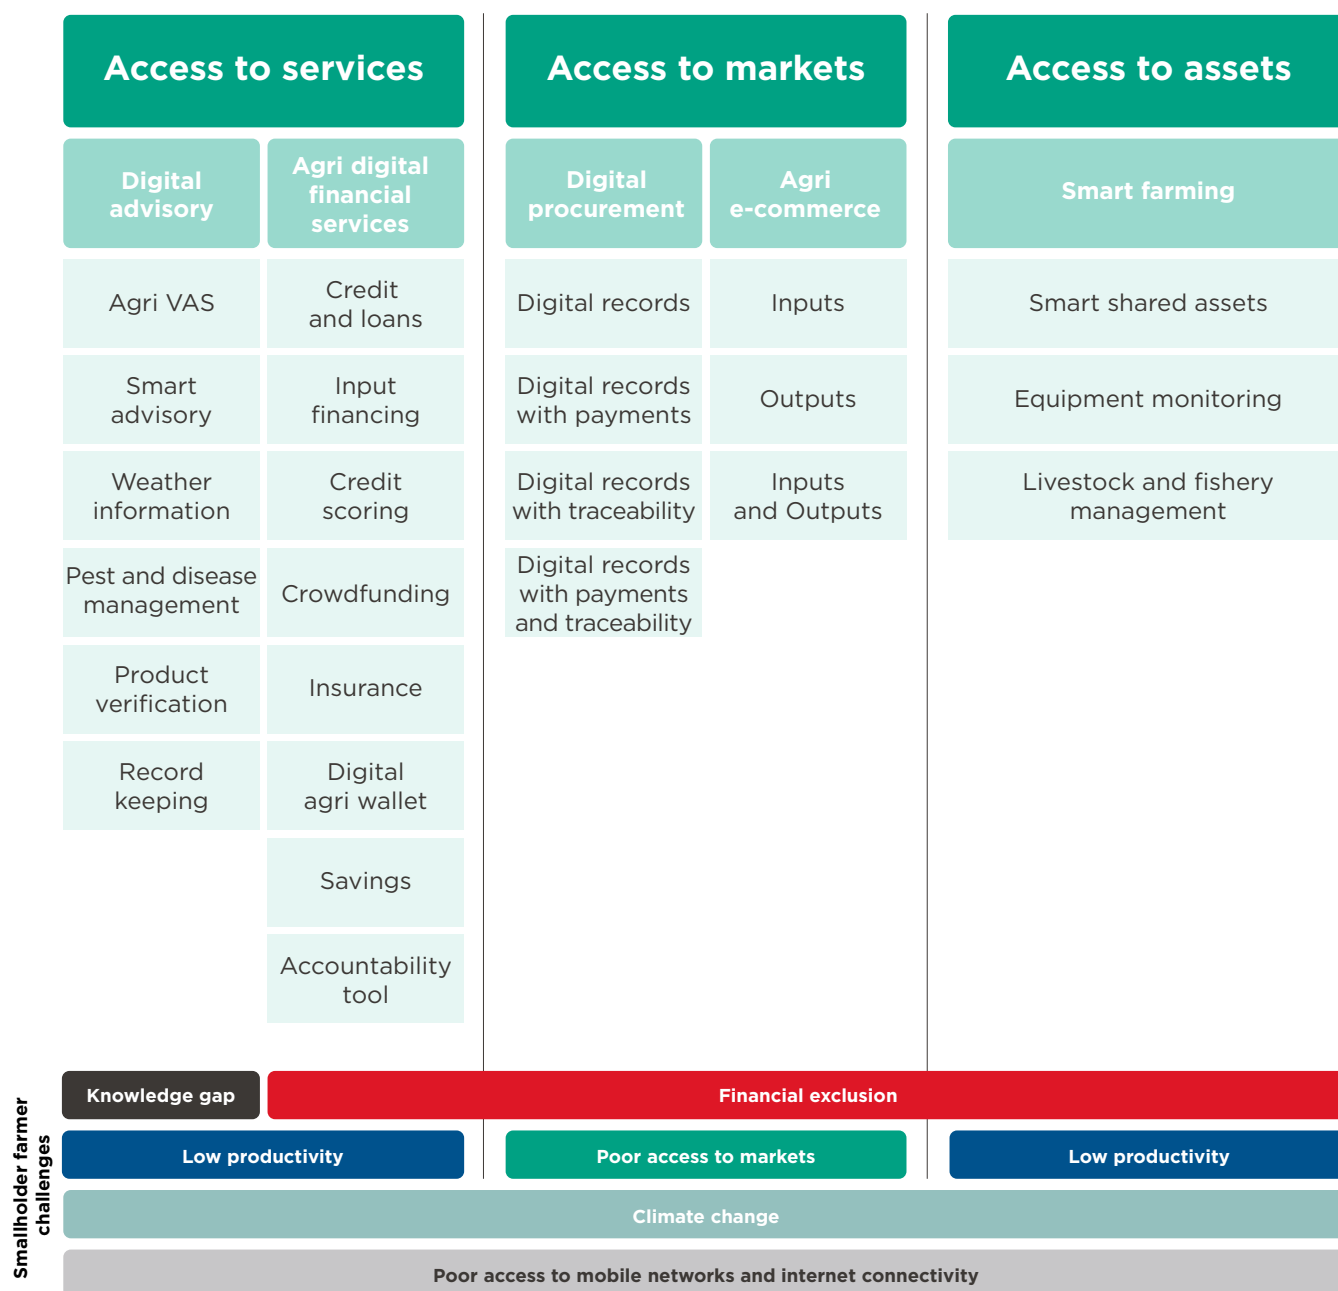 Access to services
Access to markets
Access to assets
Digital
advisory
Agri digital
financial
services
Digital
procurement
Agri
e-commerce
Smart farming
Agri VAS
Smart
advisory
Weather
information
Pest and disease
management
Product
verification
Record
keeping
Credit
and loans
Input
financing
Credit
scoring
Crowdfunding
Insurance
Digital
agri wallet
Savings
Accountability
tool
Digital records
Digital records
with payments
Digital records
with traceability
Digital records
with payments
and traceability
Inputs
Outputs
Inputs
and Outputs
Smart shared assets
Equipment monitoring
Livestock and fishery
management
Smallholder farmer
challenges
Knowledge gap
Financial exclusion
Low productivity
Poor access to markets
Low productivity
Climate change
Poor access to mobile networks and internet connectivity